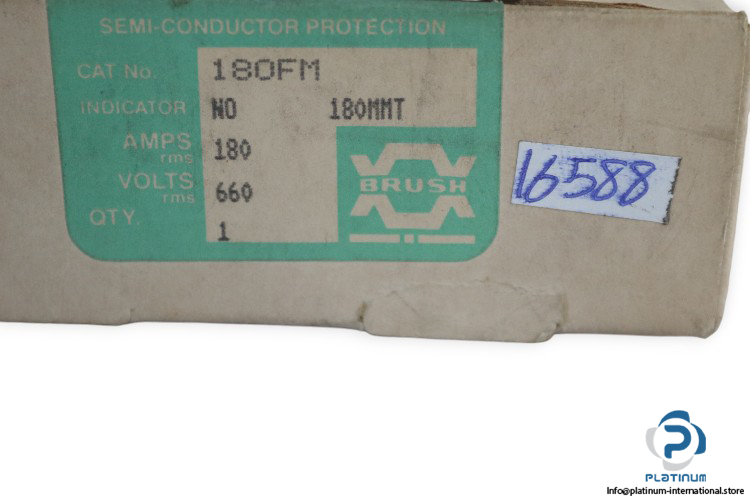 SEMI-CONDUCTOR PROTECTION
CAT No. 180FM
INDICATOR NO 180MMT
AMPS rms 180
VOLTS rms 660
QTY. 1
BRUSH
16588
PLATINUM
Info@platinum-international.store